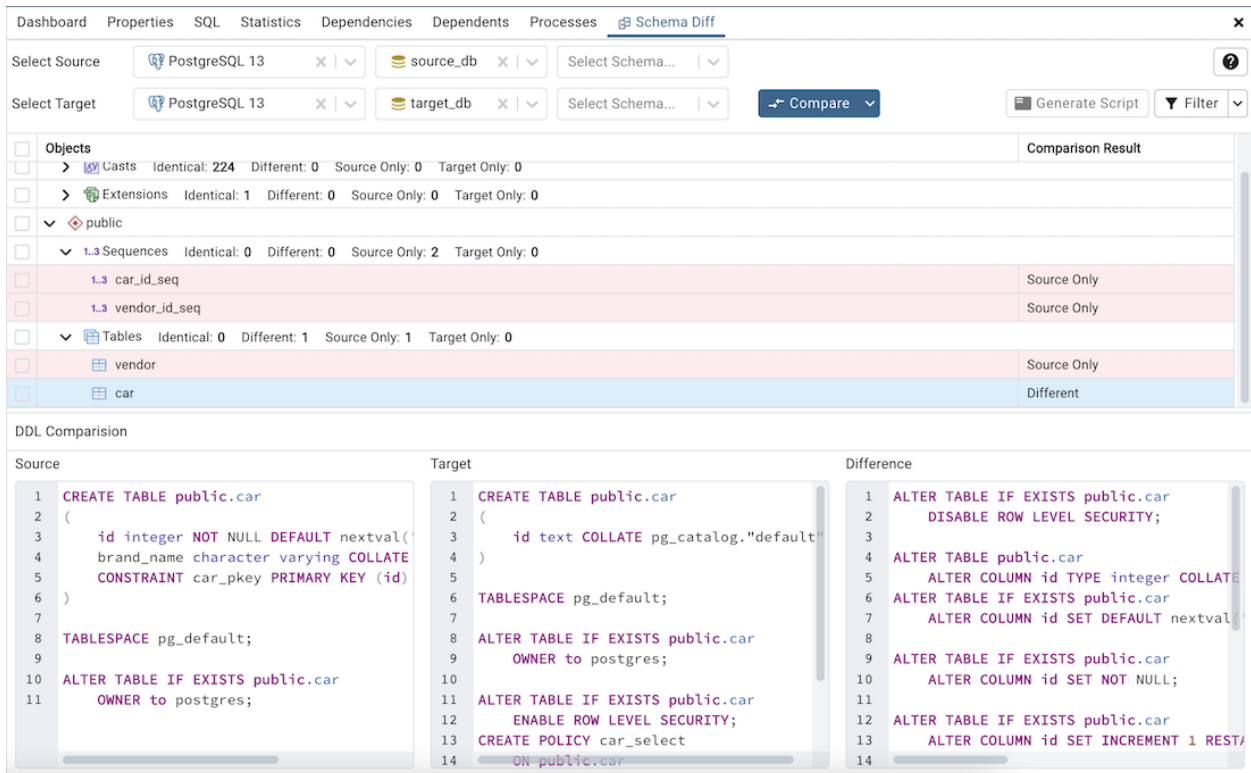 Dashboard Properties SQL Statistics Dependencies Dependents Processes Schema Diff
Select Source PostgreSQL 13 source_db Select Schema...
Select Target PostgreSQL 13 target_db Select Schema... Compare Generate Script Filter
Objects Comparison Result
Casts Identical: 224 Different: 0 Source Only: 0 Target Only: 0
Extensions Identical: 1 Different: 0 Source Only: 0 Target Only: 0
public
1..3 Sequences Identical: 0 Different: 0 Source Only: 2 Target Only: 0
1..3 car_id_seq Source Only
1..3 vendor_id_seq Source Only
Tables Identical: 0 Different: 1 Source Only: 1 Target Only: 0
vendor Source Only
car Different
DDL Comparision
Source
1 CREATE TABLE public.car
2 (
3 id integer NOT NULL DEFAULT nextval('
4 brand_name character varying COLLATE
5 CONSTRAINT car_pkey PRIMARY KEY (id)
6 )
7
8 TABLESPACE pg_default;
9
10 ALTER TABLE IF EXISTS public.car
11 OWNER to postgres;
Target
1 CREATE TABLE public.car
2 (
3 id text COLLATE pg_catalog."default"
4 )
5
6 TABLESPACE pg_default;
7
8 ALTER TABLE IF EXISTS public.car
9 OWNER to postgres;
10
11 ALTER TABLE IF EXISTS public.car
12 ENABLE ROW LEVEL SECURITY;
13 CREATE POLICY car_select
14 ON public.car
Difference
1 ALTER TABLE IF EXISTS public.car
2 DISABLE ROW LEVEL SECURITY;
3
4 ALTER TABLE public.car
5 ALTER COLUMN id TYPE integer COLLATE
6 ALTER TABLE IF EXISTS public.car
7 ALTER COLUMN id SET DEFAULT nextval('
8
9 ALTER TABLE IF EXISTS public.car
10 ALTER COLUMN id SET NOT NULL;
11
12 ALTER TABLE IF EXISTS public.car
13 ALTER COLUMN id SET INCREMENT 1 RESTA
14